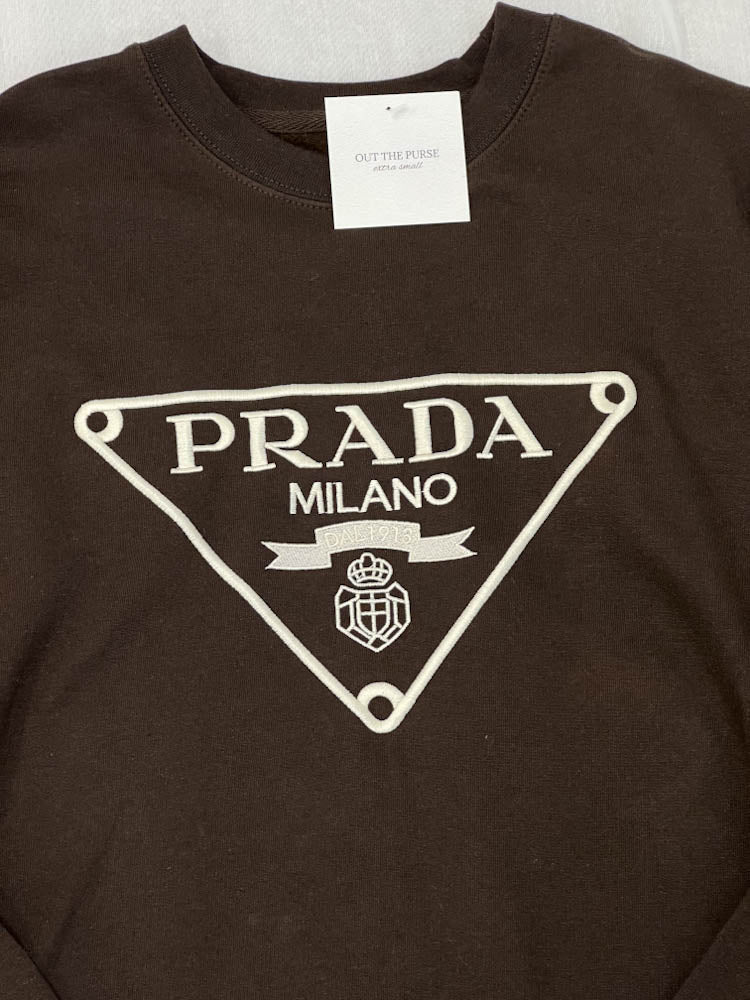 OUT THE PURSE
extra small
PRADA
MILANO
DAL 1913